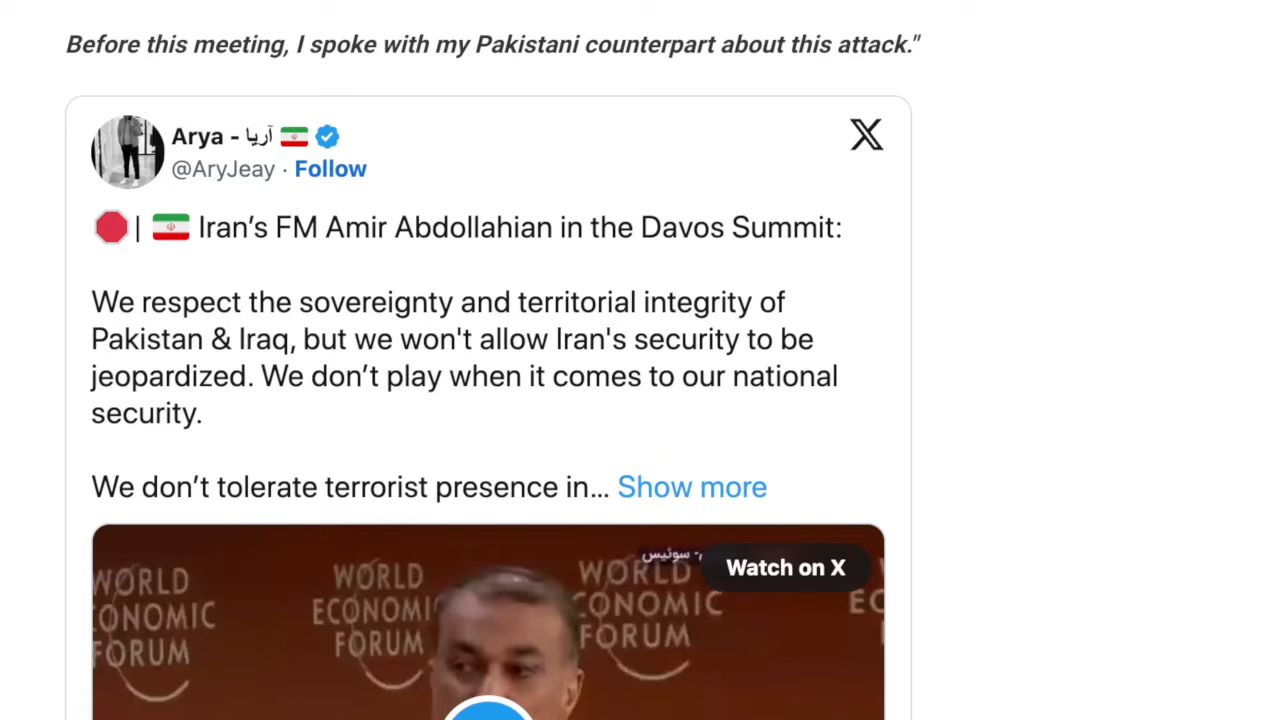 Before this meeting, I spoke with my Pakistani counterpart about this attack."
Arya - آریا
@AryJeay · Follow
| Iran’s FM Amir Abdollahian in the Davos Summit:
We respect the sovereignty and territorial integrity of
Pakistan & Iraq, but we won't allow Iran's security to be
jeopardized. We don’t play when it comes to our national
security.
We don’t tolerate terrorist presence in... Show more
سوئیس
Watch on X
WORLD
ECONOMIC
FORUM
WORLD
ECONOMIC
FORUM
WORLD
ECONOMIC
FORUM
EC